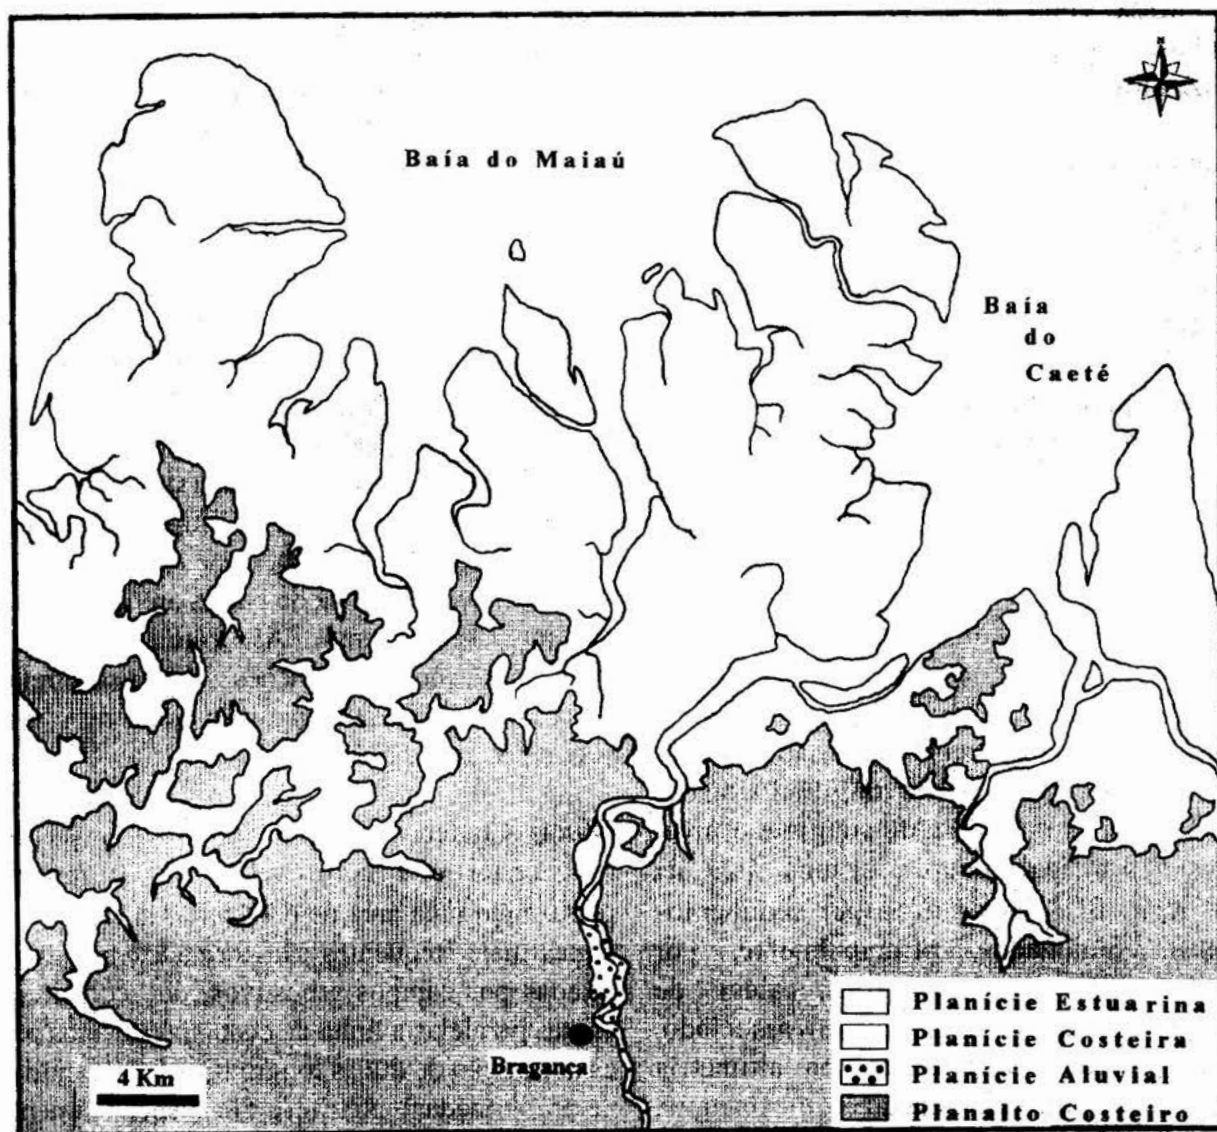 N
Baía do Maiaú
Baía
do
Caeté
Planície Estuarina
Planície Costeira
Planície Aluvial
Planalto Costeiro
Bragança
4 Km